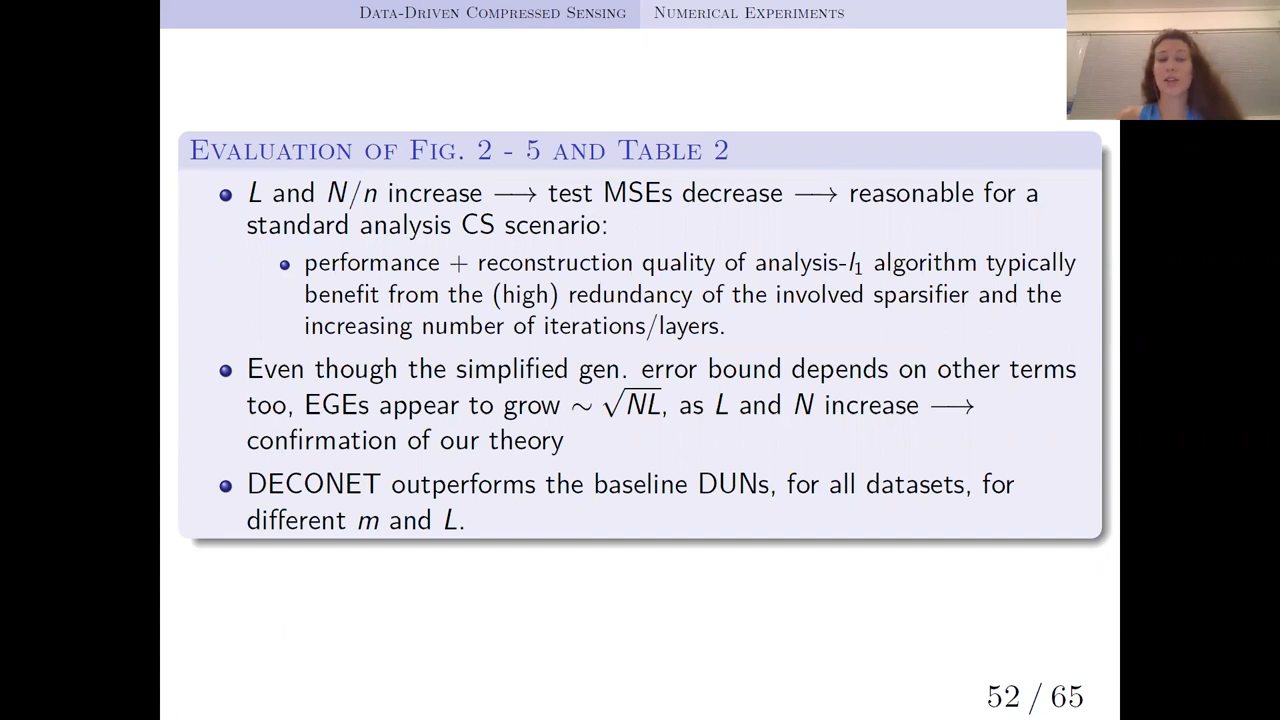 DATA-DRIVEN COMPRESSED SENSING NUMERICAL EXPERIMENTS
EVALUATION OF FIG. 2 - 5 AND TABLE 2
L and N/n increase ⟶ test MSEs decrease ⟶ reasonable for a
standard analysis CS scenario:
performance + reconstruction quality of analysis-l₁ algorithm typically
benefit from the (high) redundancy of the involved sparsifier and the
increasing number of iterations/layers.
Even though the simplified gen. error bound depends on other terms
too, EGEs appear to grow ∼ √NL, as L and N increase ⟶
confirmation of our theory
DECONET outperforms the baseline DUNs, for all datasets, for
different m and L.
52 / 65